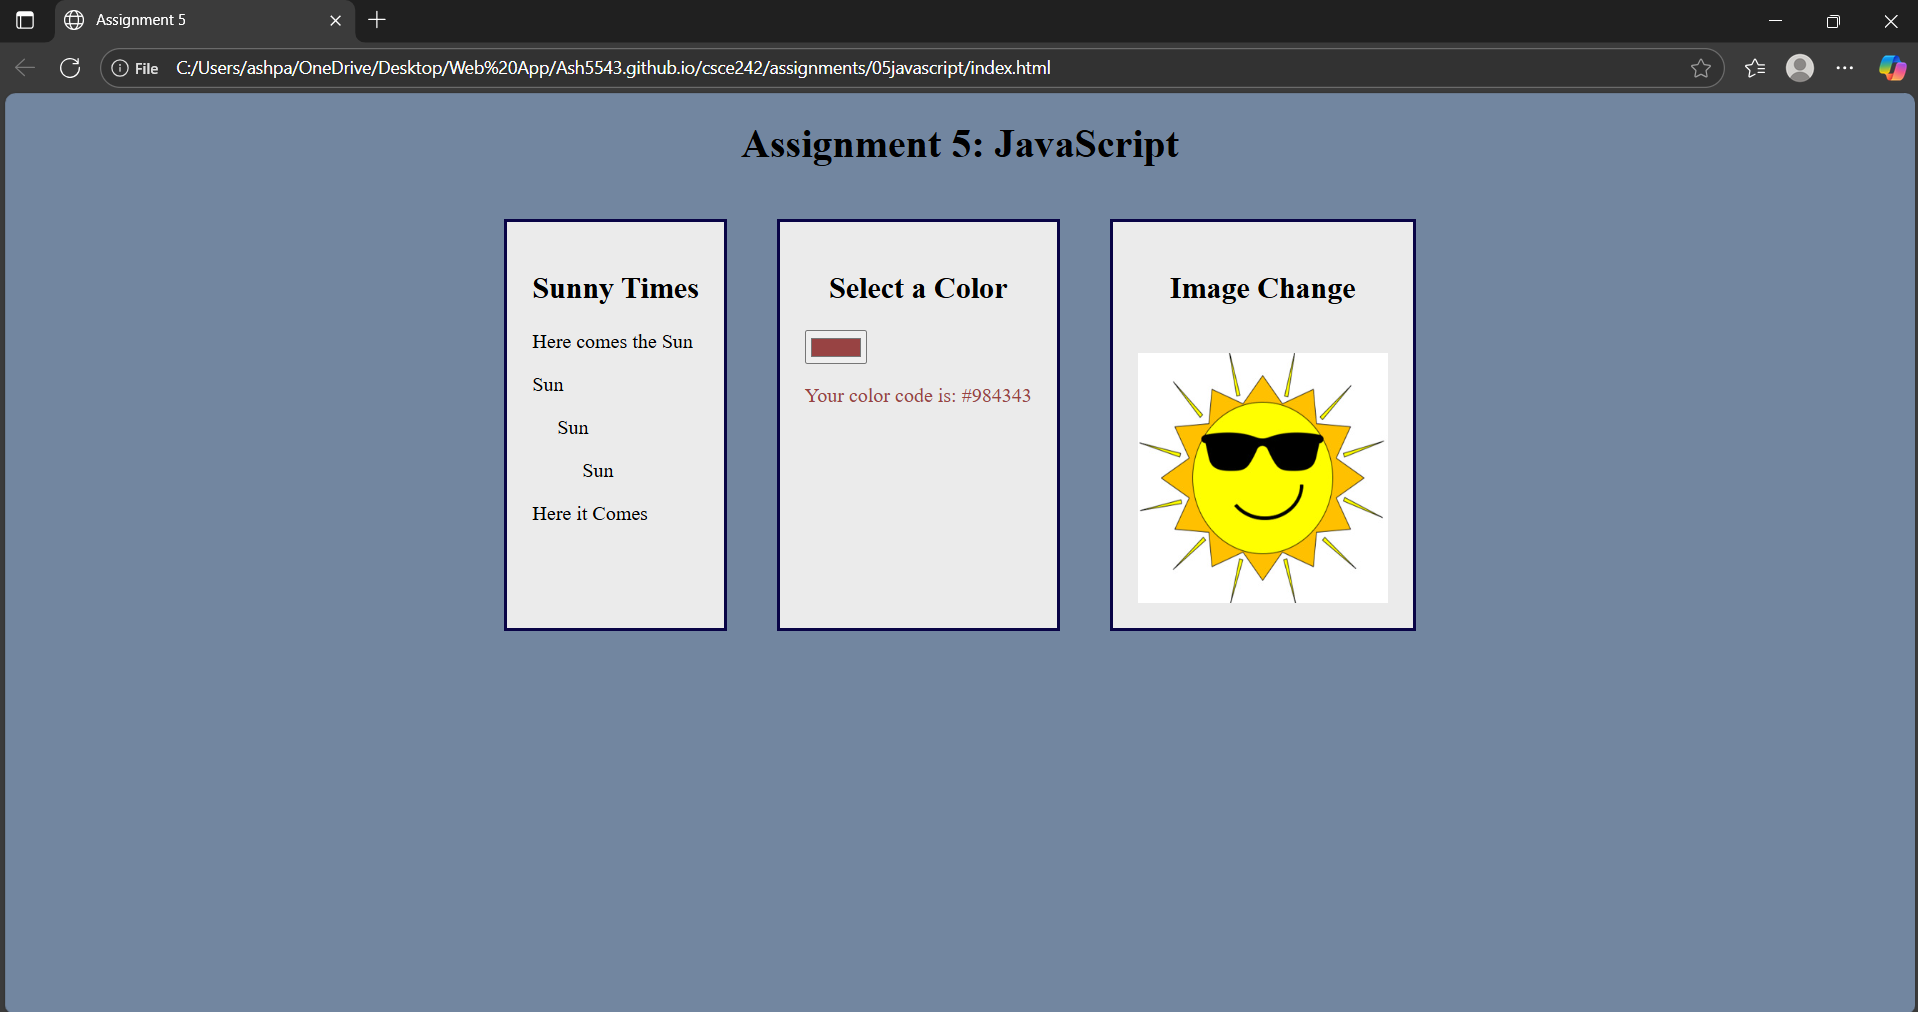 Assignment 5
File C:/Users/ashpa/OneDrive/Desktop/Web%20App/Ash5543.github.io/csce242/assignments/05javascript/index.html
Assignment 5: JavaScript
Sunny Times
Here comes the Sun
Sun
Sun
Sun
Here it Comes
Select a Color
Your color code is: #984343
Image Change